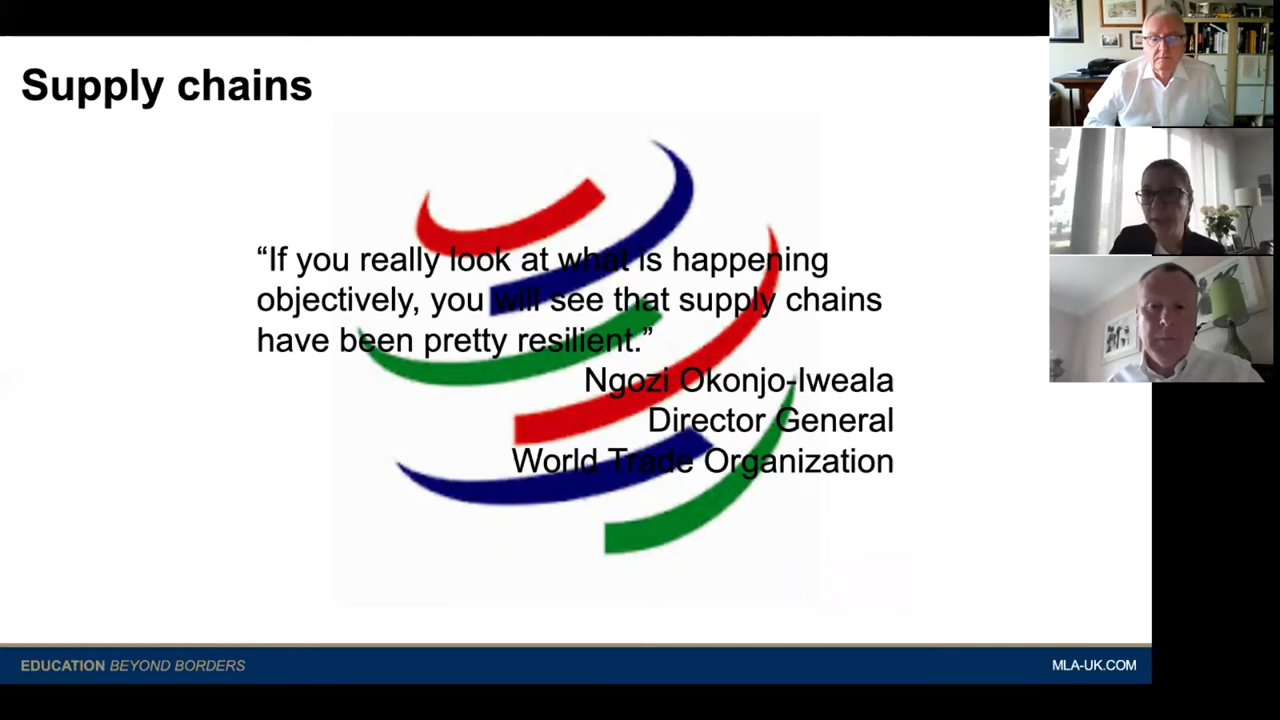 Supply chains
“If you really look at what is happening
objectively, you will see that supply chains
have been pretty resilient.”
Ngozi Okonjo-Iweala
Director General
World Trade Organization
EDUCATION BEYOND BORDERS
MLA-UK.COM